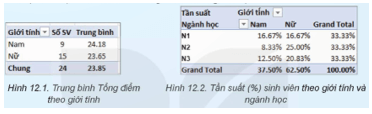 Giới tính Số SV Trung bình
Nam 9 24.18
Nữ 15 23.65
Chung 24 23.85
Hình 12.1. Trung bình Tổng điểm
theo giới tính
Tần suất Giới tính
Ngành học Nam Nữ Grand Total
N1 16.67% 16.67% 33.33%
N2 8.33% 25.00% 33.33%
N3 12.50% 20.83% 33.33%
Grand Total 37.50% 62.50% 100.00%
Hình 12.2. Tần suất (%) sinh viên theo giới tính và
ngành học